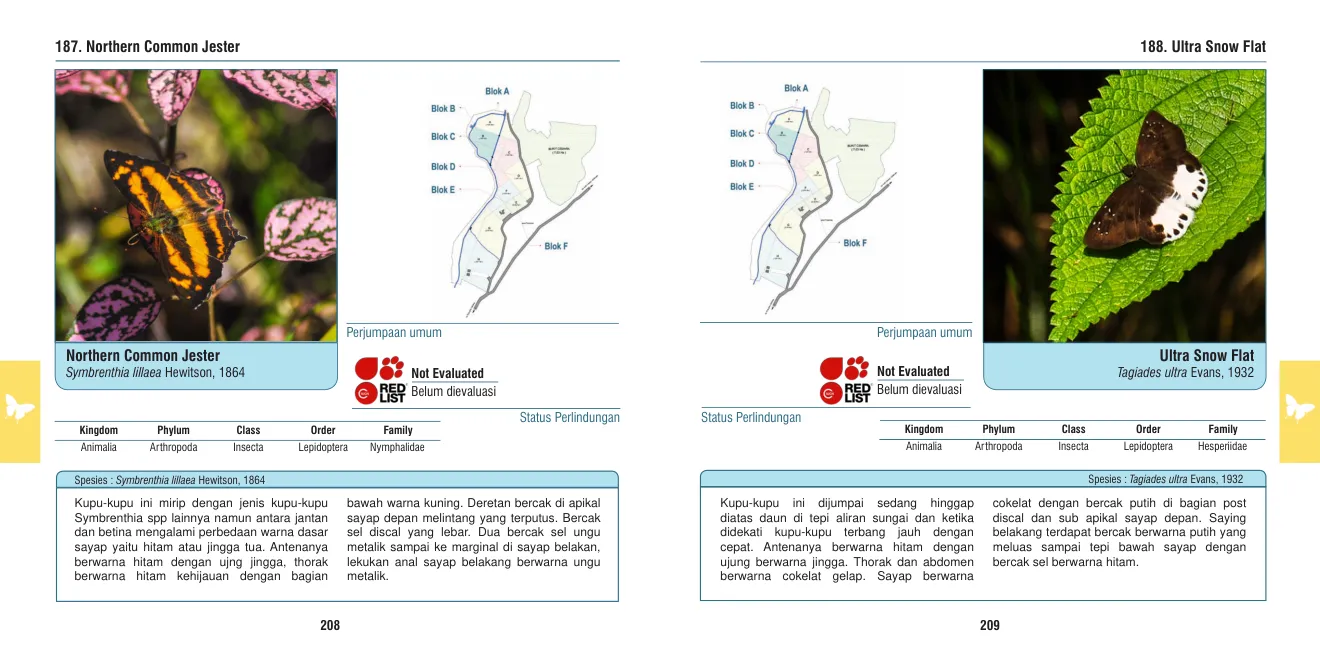 187. Northern Common Jester
Blok A
Blok B
Blok C
Blok D
Blok E
Blok F
Perjumpaan umum
Northern Common Jester
Symbrenthia lillaea Hewitson, 1864
RED LIST
Not Evaluated
Belum dievaluasi
Status Perlindungan
Kingdom Phylum Class Order Family
Animalia Arthropoda Insecta Lepidoptera Nymphalidae
Spesies : Symbrenthia lillaea Hewitson, 1864
Kupu-kupu ini mirip dengan jenis kupu-kupu
Symbrenthia spp lainnya namun antara jantan
dan betina mengalami perbedaan warna dasar
sayap yaitu hitam atau jingga tua. Antenanya
berwarna hitam dengan ujng jingga, thorak
berwarna hitam kehijauan dengan bagian
bawah warna kuning. Deretan bercak di apikal
sayap depan melintang yang terputus. Bercak
sel discal yang lebar. Dua bercak sel ungu
metalik sampai ke marginal di sayap belakan,
lekukan anal sayap belakang berwarna ungu
metalik.
208
188. Ultra Snow Flat
Blok A
Blok B
Blok C
Blok D
Blok E
Blok F
Perjumpaan umum
Ultra Snow Flat
Tagiades ultra Evans, 1932
RED LIST
Not Evaluated
Belum dievaluasi
Status Perlindungan
Kingdom Phylum Class Order Family
Animalia Arthropoda Insecta Lepidoptera Hesperiidae
Spesies : Tagiades ultra Evans, 1932
Kupu-kupu ini dijumpai sedang hinggap
diatas daun di tepi aliran sungai dan ketika
didekati kupu-kupu terbang jauh dengan
cepat. Antenanya berwarna hitam dengan
ujung berwarna jingga. Thorak dan abdomen
berwarna cokelat gelap. Sayap berwarna
cokelat dengan bercak putih di bagian post
discal dan sub apikal sayap depan. Saying
belakang terdapat bercak berwarna putih yang
meluas sampai tepi bawah sayap dengan
bercak sel berwarna hitam.
209